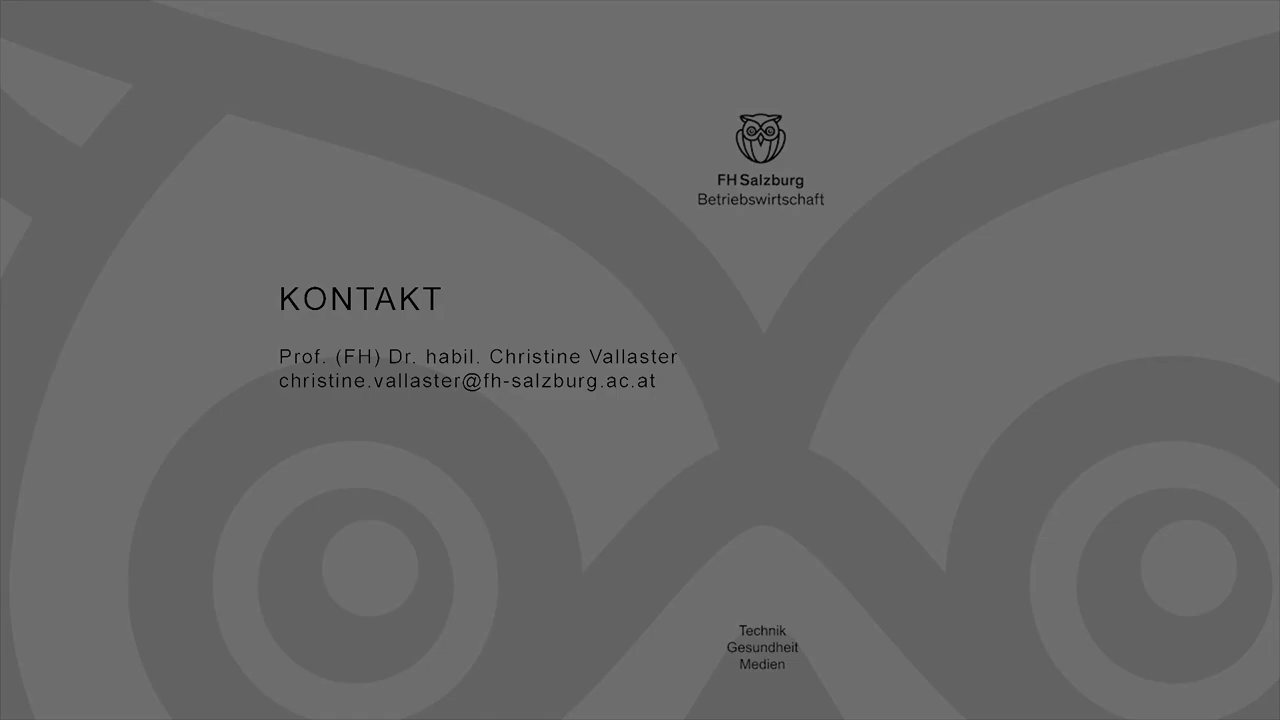 FH Salzburg
Betriebswirtschaft
KONTAKT
Prof. (FH) Dr. habil. Christine Vallaster
christine.vallaster@fh-salzburg.ac.at
Technik
Gesundheit
Medien